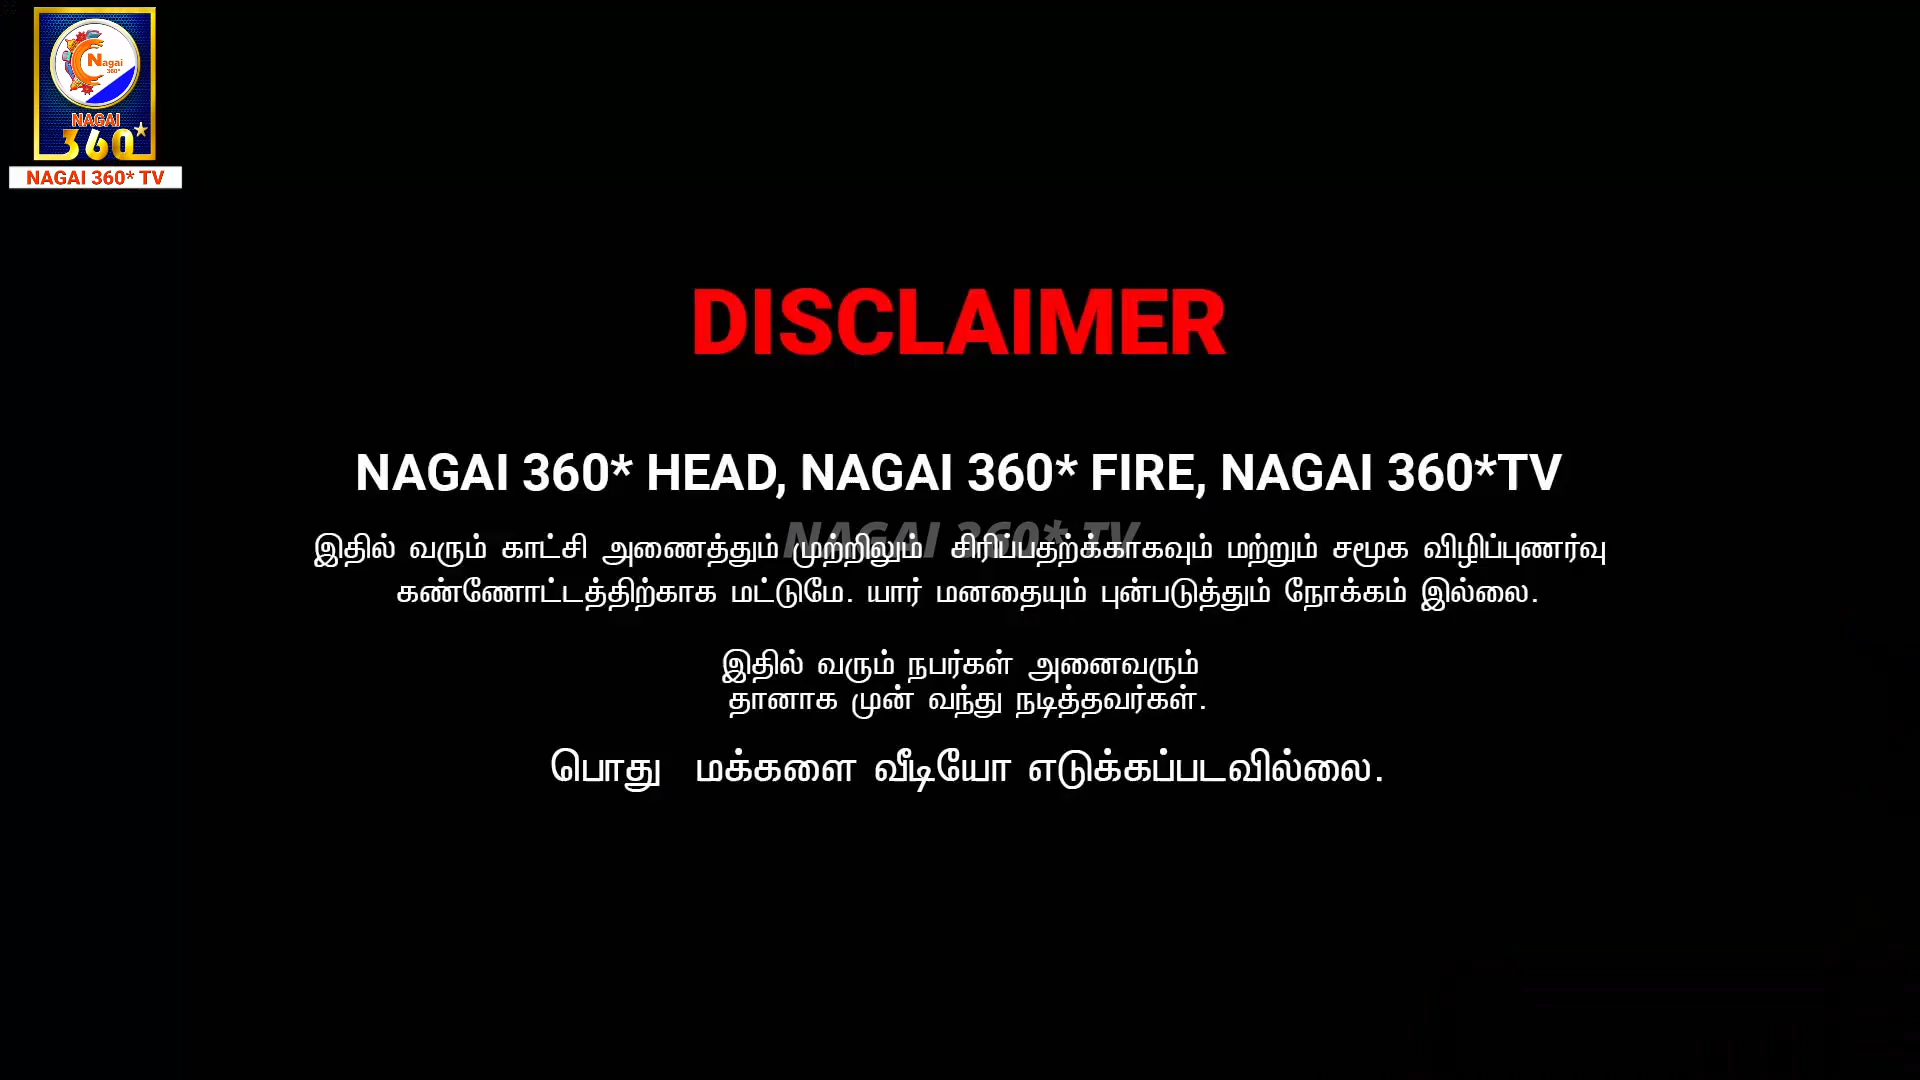 Nagai
360*
NAGAI
360*
NAGAI 360* TV
DISCLAIMER
NAGAI 360* HEAD, NAGAI 360* FIRE, NAGAI 360*TV
NAGAI 360* TV
இதில் வரும் காட்சி அணைத்தும் முற்றிலும் சிரிப்பதற்க்காகவும் மற்றும் சமூக விழிப்புணர்வு
கண்ணோட்டத்திற்காக மட்டுமே. யார் மனதையும் புன்படுத்தும் நோக்கம் இல்லை.
இதில் வரும் நபர்கள் அனைவரும்
தானாக முன் வந்து நடித்தவர்கள்.
பொது மக்களை வீடியோ எடுக்கப்படவில்லை.